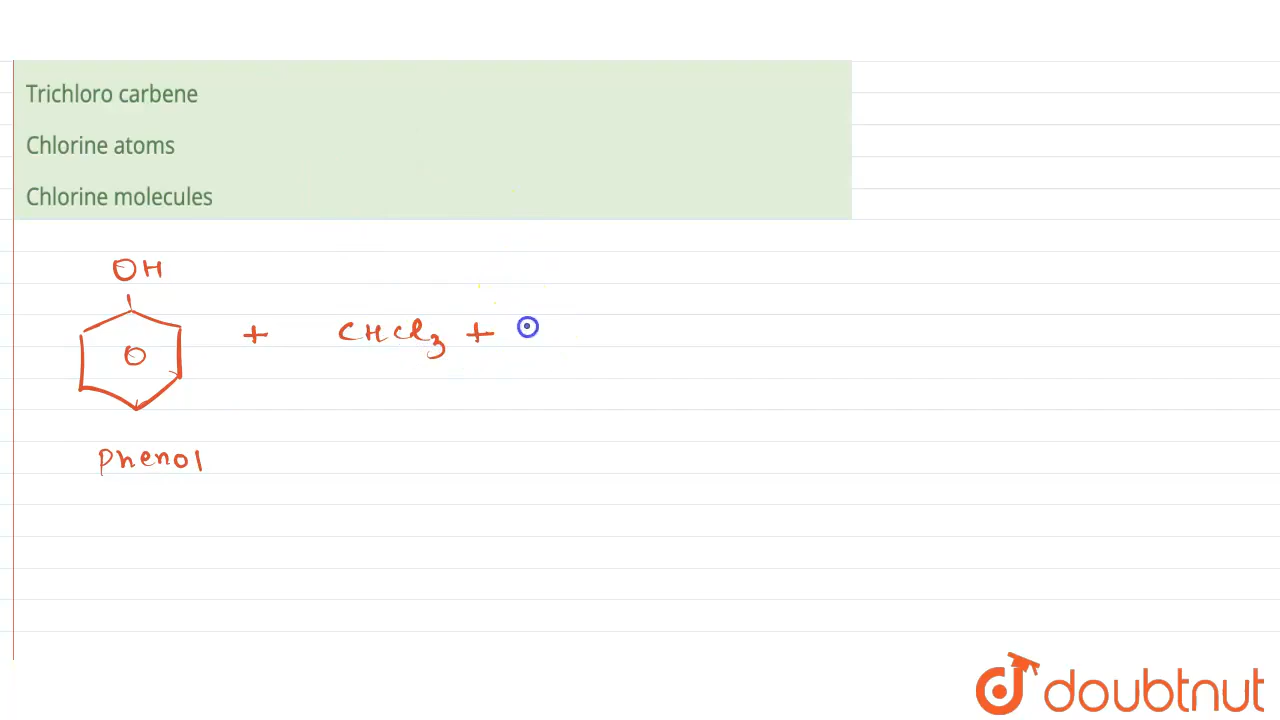 Trichloro carbene
Chlorine atoms
Chlorine molecules
OH
+ CHCl3 +
Phenol
doubtnut